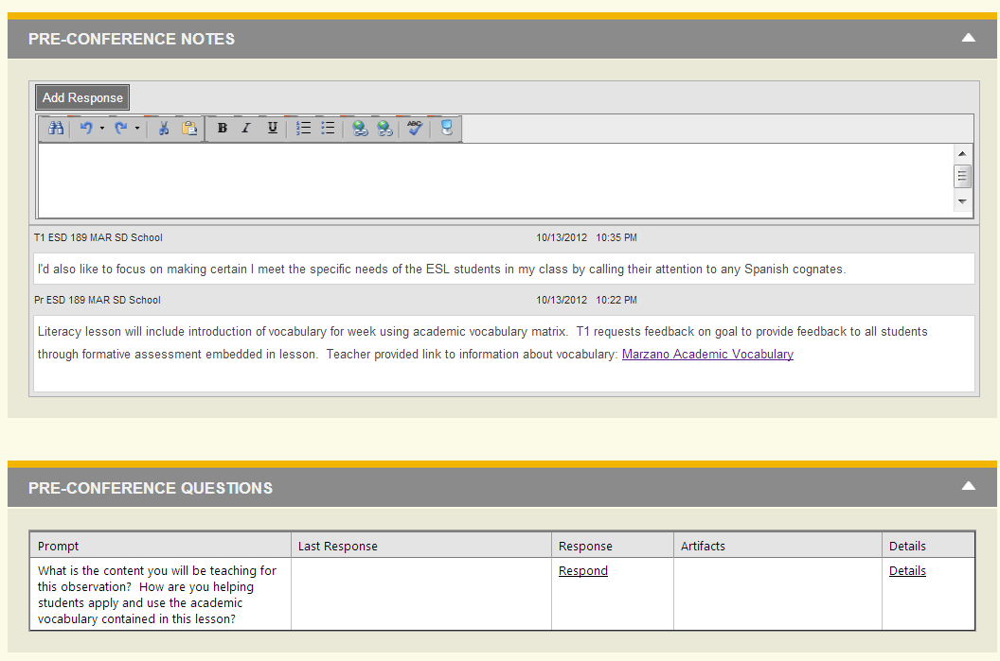 PRE-CONFERENCE NOTES
Add Response
B I U
ABC
T1 ESD 189 MAR SD School 10/13/2012 10:35 PM
I'd also like to focus on making certain I meet the specific needs of the ESL students in my class by calling their attention to any Spanish cognates.
Pr ESD 189 MAR SD School 10/13/2012 10:22 PM
Literacy lesson will include introduction of vocabulary for week using academic vocabulary matrix. T1 requests feedback on goal to provide feedback to all students
through formative assessment embedded in lesson. Teacher provided link to information about vocabulary: Marzano Academic Vocabulary
PRE-CONFERENCE QUESTIONS
Prompt Last Response Response Artifacts Details
What is the content you will be teaching for Respond Details
this observation? How are you helping
students apply and use the academic
vocabulary contained in this lesson?